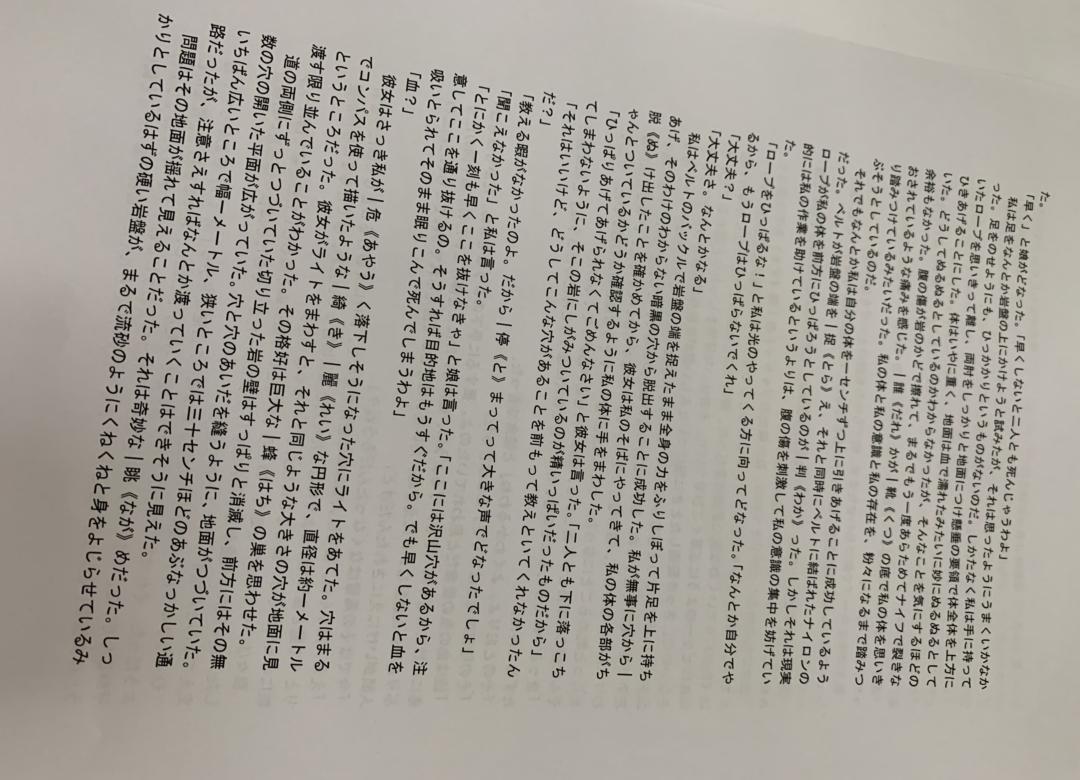 た。
「早く」と娘がどなった。「早くしないと二人とも死んじゃうわよ」
　私は足をなんとか岩盤の上にかけようと試みたが、それは思ったようにうまくいかなか
った。足をのせようにも、ひっかかりというものがないのだ。しかたなく私は手に持って
いたロープを思いきって離し、両肘をしっかりと地面につけ懸垂の要領で体全体を上方に
ひきあげることにした。体はいやに重く、地面は血で濡れたみたいに妙にぬるぬるとして
いた。どうしてぬるぬるとしているのかわからなかったが、そんなことを気にするほどの
余裕もなかった。腹の傷が岩のかどで擦れて、まるでもう一度あらためてナイフで裂きな
おされているような痛みを感じた。｜誰《だれ》かが｜靴《くつ》の底で私の体を思いき
り踏みつけているみたいだった。私の体と私の意識と私の存在を、粉々になるまで踏みつ
ぶそうとしているのだ。
　それでもなんとか私は自分の体を一センチずつ上に引きあげることに成功しているよう
だった。ベルトが岩盤の端を｜捉《とらえ、それと同時にベルトに結ばれたナイロンの
ロープが私の体を前方にひっぱろうとしているのが｜判《わか》った。しかしそれは現実
的には私の作業を助けているというよりは、腹の傷を刺激して私の意識の集中を妨げてい
た。
「ロープをひっぱるな！」と私は光のやってくる方に向ってどなった。「なんとか自分でや
るから、もうロープはひっぱらないでくれ」
「大丈夫？」
「大丈夫さ。なんとかなる」
　私はベルトのバックルで岩盤の端を捉えたまま全身の力をふりしぼって片足を上に持ち
あげ、そのわけのわからない暗黒の穴から脱出することに成功した。私が無事に穴から｜
脱《ぬ》け出したことを確かめてから、彼女は私のそばにやってきて、私の体の各部がち
ゃんとついているかどうか確認するように私の体に手をまわした。
「ひっぱりあげてあげられなくてごめんなさい」と彼女は言った。「二人とも下に落っこち
てしまわないように、そこの岩にしがみついているのが精いっぱいだったものだから」
「それはいいけど、どうしてこんな穴があることを前もって教えといてくれなかったん
だ？」
「教える暇がなかったのよ。だから｜停《と》まってって大きな声でどなったでしょ」
「聞こえなかった」と私は言った。
「とにかく一刻も早くここを抜けなきゃ」と娘は言った。「ここには沢山穴があるから、注
意してここを通り抜けるの。そうすれば目的地はもうすぐだから。でも早くしないと血を
吸いとられてそのまま眠りこんで死んでしまうわよ」
「血？」
　彼女はさっき私が｜危《あやう》く落下しそうになった穴にライトをあてた。穴はまる
でコンパスを使って描いたような｜綺《き》｜麗《れい》な円形で、直径は約一メートル
というところだった。彼女がライトをまわすと、それと同じような大きさの穴が地面に見
渡す限り並んでいることがわかった。その格好は巨大な｜蜂《はち》の巣を思わせた。
　道の両側にずっとつづいていた切り立った岩の壁はすっぱりと消滅し、前方にはその無
数の穴の開いた平面が広がっていた。穴と穴のあいだを縫うように、地面がつづいていた。
いちばん広いところで幅一メートル、狭いところでは三十センチほどのあぶなっかしい通
路だったが、注意さえすればなんとか渡っていくことはできそうに見えた。
　問題はその地面が揺れて見えることだった。それは奇妙な｜眺《なが》めだった。しっ
かりとしているはずの硬い岩盤が、まるで流砂のようにくねくねと身をよじらせているみ